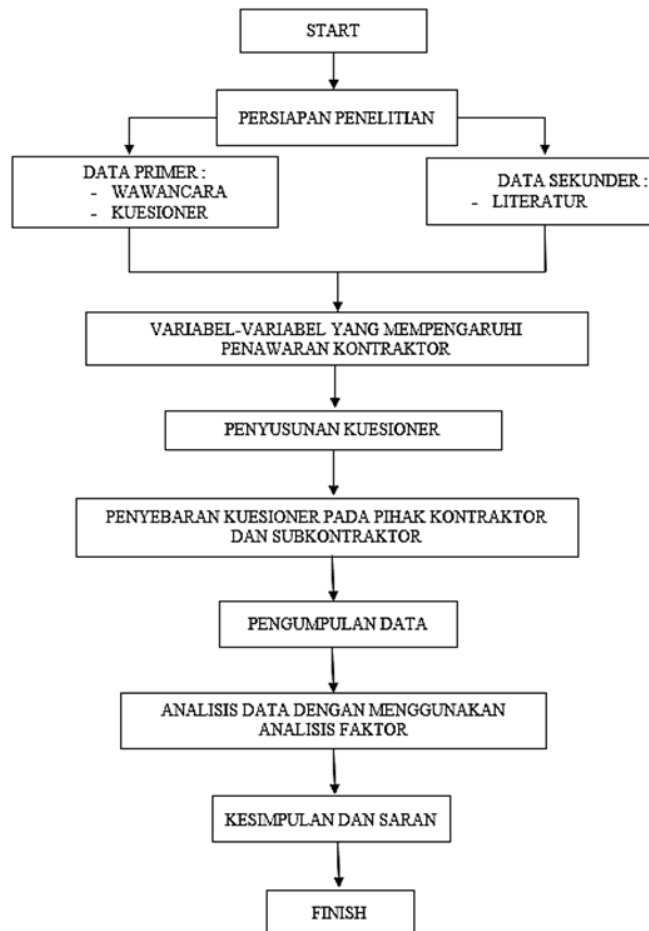 START
PERSIAPAN PENELITIAN
DATA PRIMER :
- WAWANCARA
- KUESIONER
DATA SEKUNDER :
- LITERATUR
VARIABEL-VARIABEL YANG MEMPENGARUHI
PENAWARAN KONTRAKTOR
PENYUSUNAN KUESIONER
PENYEBARAN KUESIONER PADA PIHAK KONTRAKTOR
DAN SUBKONTRAKTOR
PENGUMPULAN DATA
ANALISIS DATA DENGAN MENGGUNAKAN
ANALISIS FAKTOR
KESIMPULAN DAN SARAN
FINISH